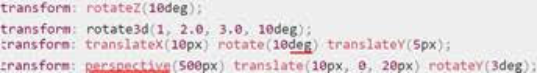 transform: rotateZ(10deg);
transform: rotate3d(1, 2.0, 3.0, 10deg);
transform: translateX(10px) rotate(10deg) translateY(5px);
transform: perspective(500px) translate(10px, 0, 20px) rotateY(3deg);